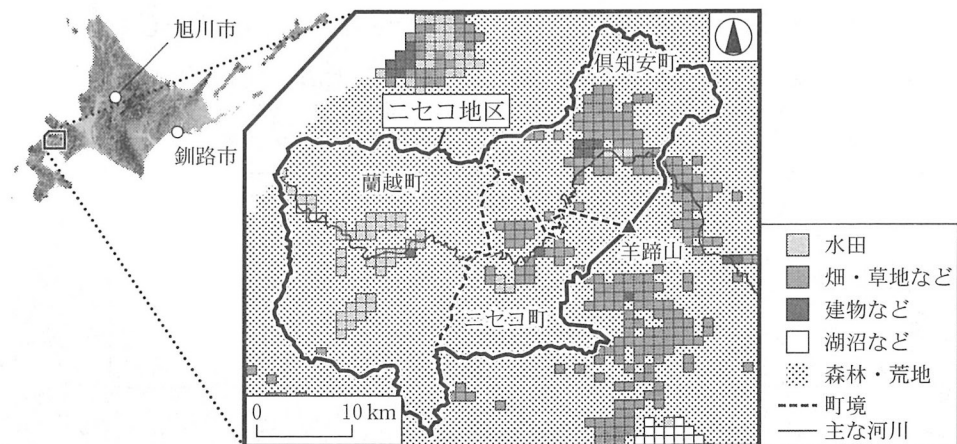 旭川市
釧路市
倶知安町
ニセコ地区
蘭越町
羊蹄山
ニセコ町
0 10 km
水田
畑・草地など
建物など
湖沼など
森林・荒地
町境
主な河川